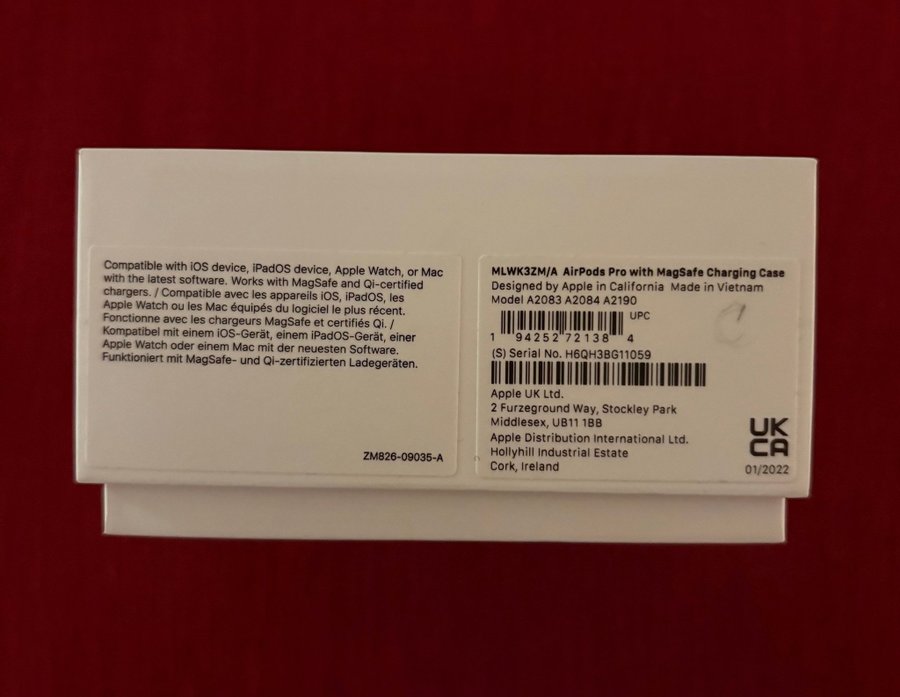 Compatible with iOS device, iPadOS device, Apple Watch, or Mac
with the latest software. Works with MagSafe and Qi-certified
chargers. / Compatible avec les appareils iOS, iPadOS, les
Apple Watch ou les Mac équipés du logiciel le plus récent.
Fonctionne avec les chargeurs MagSafe et certifiés Qi. /
Kompatibel mit einem iOS-Gerät, einem iPadOS-Gerät, einer
Apple Watch oder einem Mac mit der neuesten Software.
Funktioniert mit MagSafe- und Qi-zertifizierten Ladegeräten.
ZM826-09035-A
MLWK3ZM/A AirPods Pro with MagSafe Charging Case
Designed by Apple in California Made in Vietnam
Model A2083 A2084 A2190
UPC
1 94252 72138 4
(S) Serial No. H6QH3BG11059
Apple UK Ltd.
2 Furzeground Way, Stockley Park
Middlesex, UB11 1BB
Apple Distribution International Ltd.
Hollyhill Industrial Estate
Cork, Ireland
UK
CA
01/2022